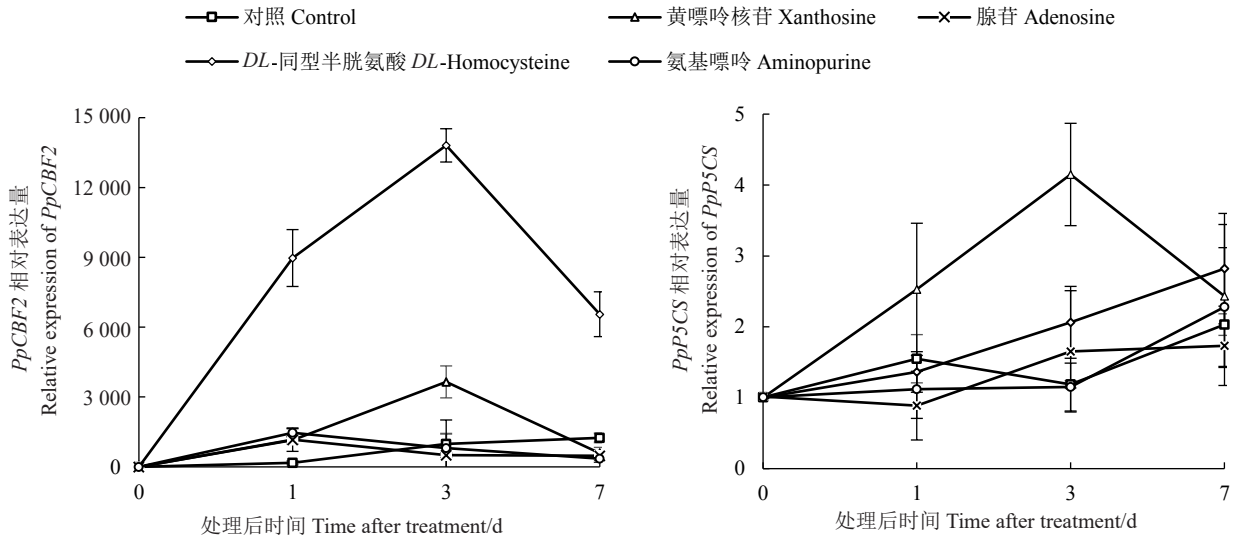 对照 Control
黄嘌呤核苷 Xanthosine
腺苷 Adenosine
DL-同型半胱氨酸 DL-Homocysteine
氨基嘌呤 Aminopurine
PpCBF2 相对表达量
Relative expression of PpCBF2
15 000
12 000
9 000
6 000
3 000
0
0 1 3 7
处理后时间 Time after treatment/d
PpP5CS 相对表达量
Relative expression of PpP5CS
5
4
3
2
1
0
0 1 3 7
处理后时间 Time after treatment/d